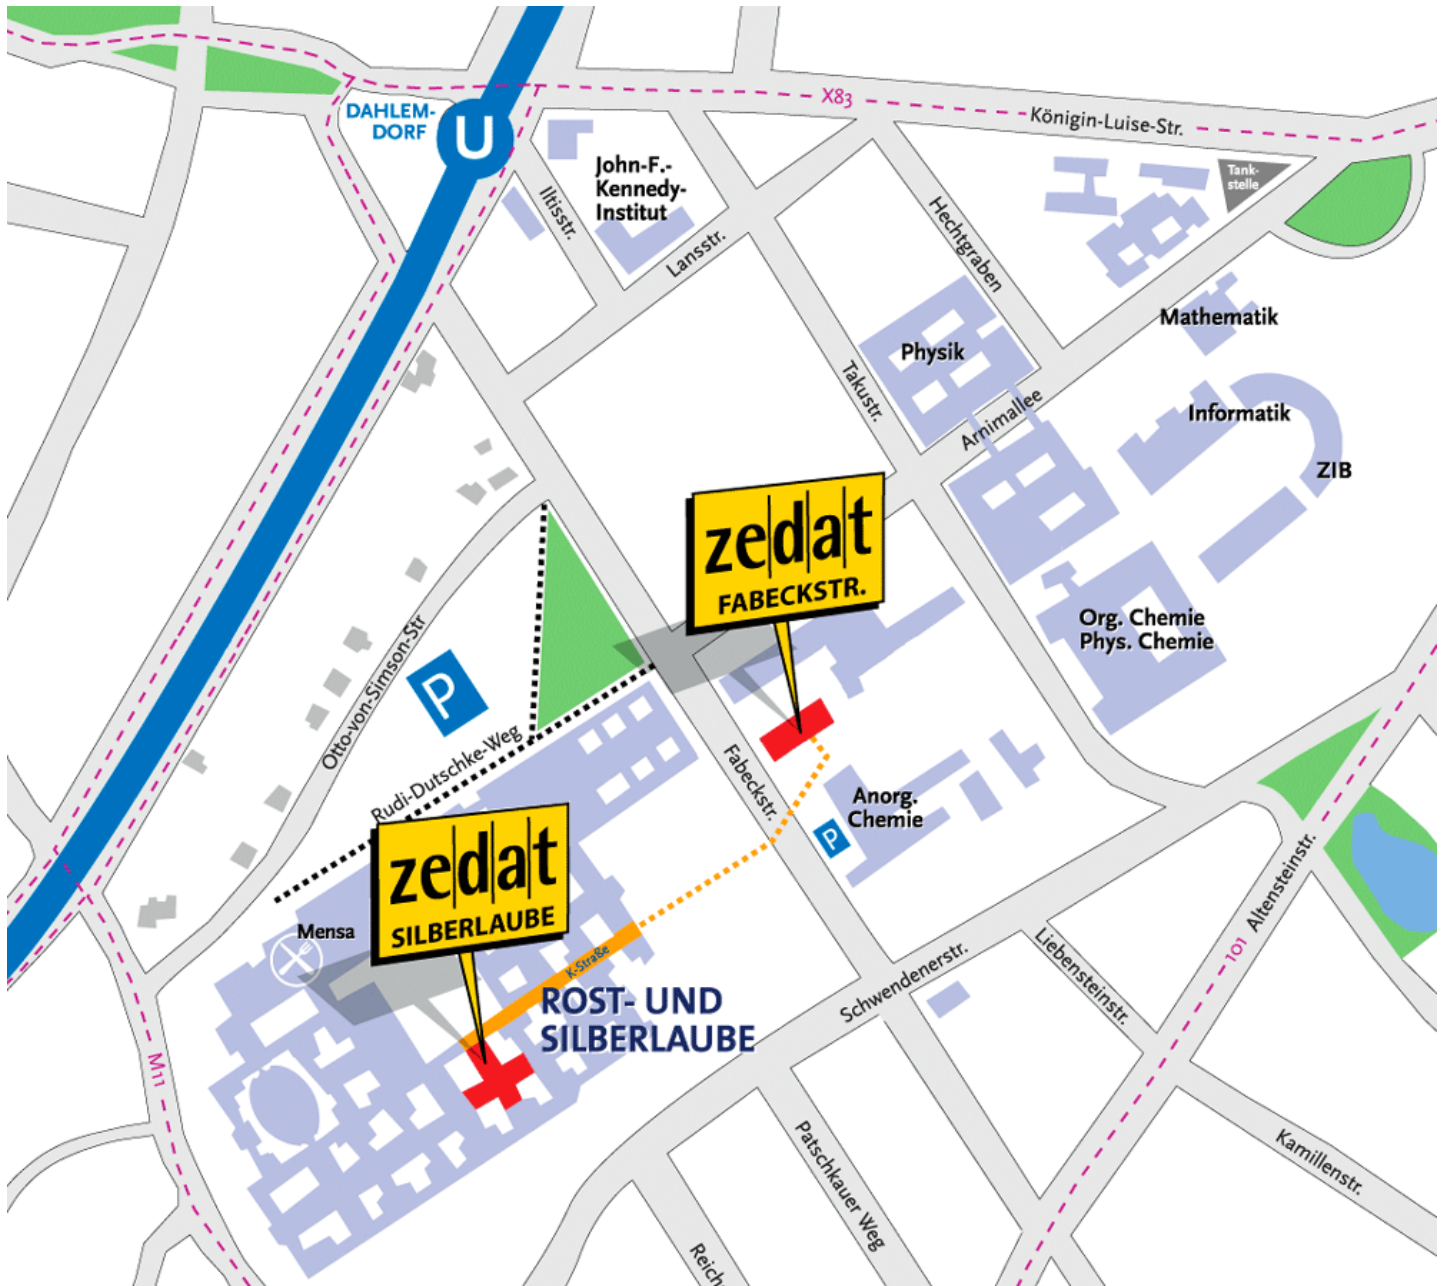 X83
Königin-Luise-Str.
DAHLEM-
DORF
U
John-F.-
Kennedy-
Institut
Iltisstr.
Lansstr.
Hechtgraben
Tank-
stelle
Mathematik
Physik
Takustr.
Arnimallee
Informatik
ZIB
zedat
FABECKSTR.
Org. Chemie
Phys. Chemie
Otto-von-Simson-Str
P
Rudi-Dutschke-Weg
Fabeckstr.
Anorg.
Chemie
P
zedat
SILBERLAUBE
Mensa
K-Straße
ROST- UND
SILBERLAUBE
Schwendenerstr.
Liebensteinstr.
101
Altensteinstr.
M11
Patschkauer Weg
Kamillenstr.
Reich